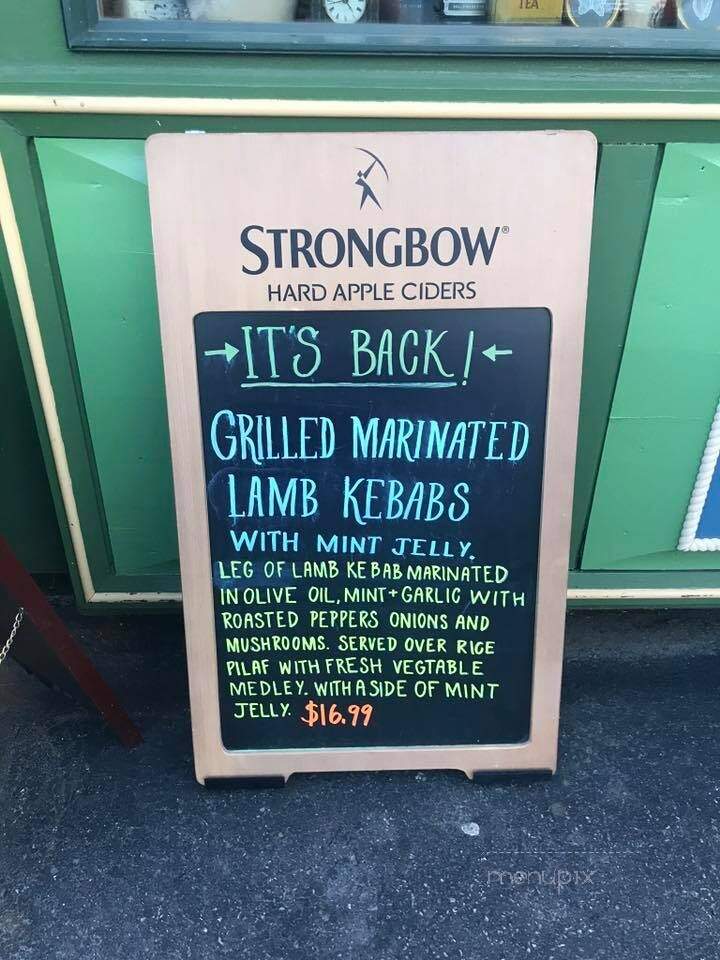 TEA
STRONGBOW®
HARD APPLE CIDERS
→IT'S BACK!←
GRILLED MARINATED
LAMB KEBABS
WITH MINT JELLY.
LEG OF LAMB KEBAB MARINATED
IN OLIVE OIL, MINT+GARLIC WITH
ROASTED PEPPERS ONIONS AND
MUSHROOMS. SERVED OVER RICE
PILAF WITH FRESH VEGTABLE
MEDLEY. WITH A SIDE OF MINT
JELLY. $16.99
menupix